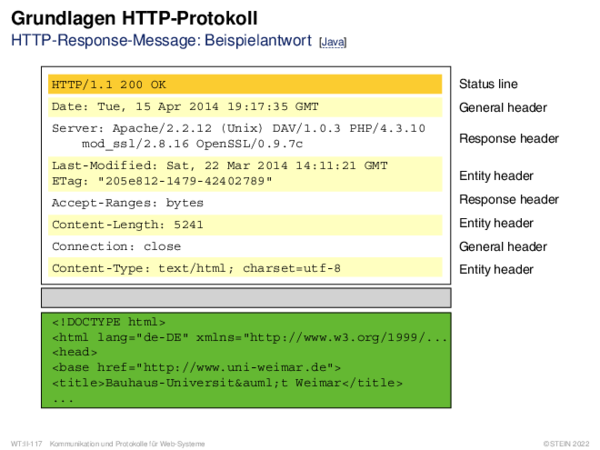 Grundlagen HTTP-Protokoll
HTTP-Response-Message: Beispielantwort [Java]
HTTP/1.1 200 OK
Status line
Date: Tue, 15 Apr 2014 19:17:35 GMT
General header
Server: Apache/2.2.12 (Unix) DAV/1.0.3 PHP/4.3.10
mod_ssl/2.8.16 OpenSSL/0.9.7c
Response header
Last-Modified: Sat, 22 Mar 2014 14:11:21 GMT
ETag: "205e812-1479-42402789"
Entity header
Accept-Ranges: bytes
Response header
Content-Length: 5241
Entity header
Connection: close
General header
Content-Type: text/html; charset=utf-8
Entity header
<!DOCTYPE html>
<html lang="de-DE" xmlns="http://www.w3.org/1999/...
<head>
<base href="http://www.uni-weimar.de">
<title>Bauhaus-Universit&auml;t Weimar</title>
...
WT:II-117 Kommunikation und Protokolle für Web-Systeme
©STEIN 2022